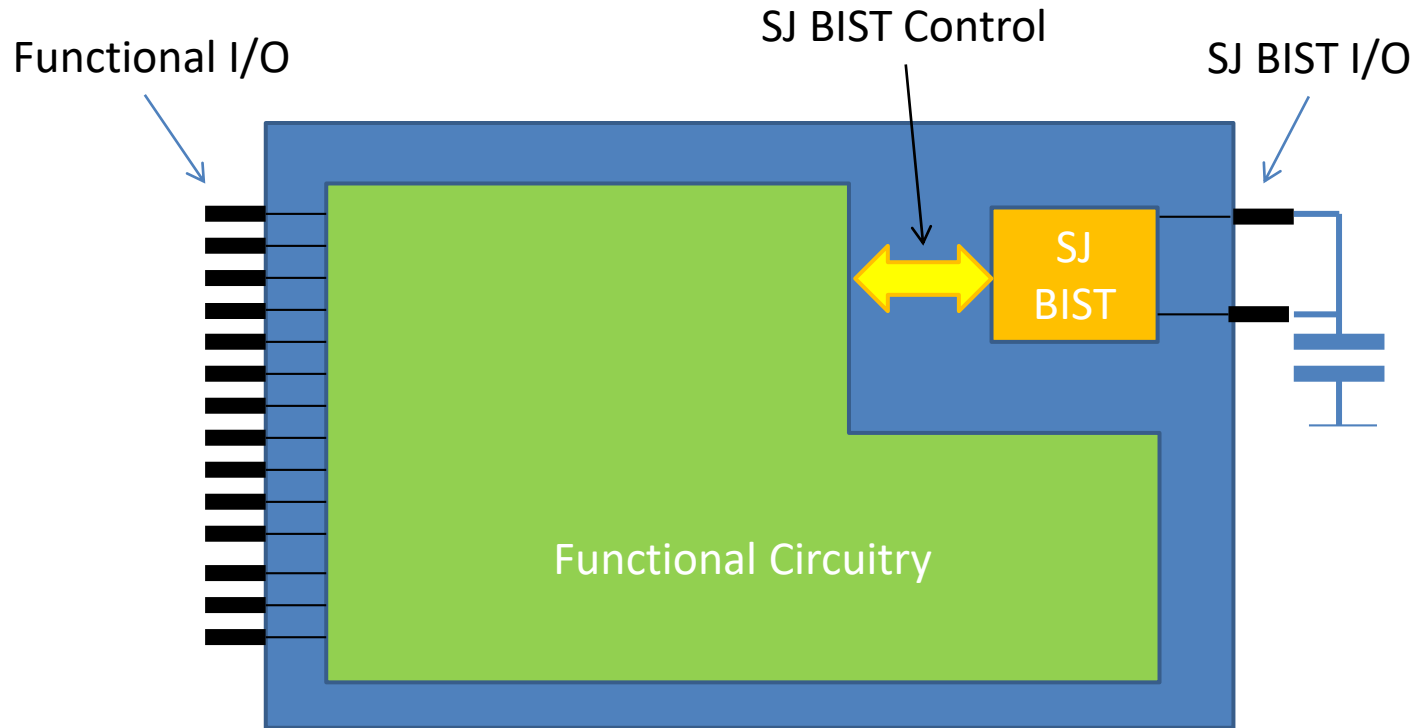 SJ BIST Control
Functional I/O
SJ BIST I/O
SJ
BIST
Functional Circuitry